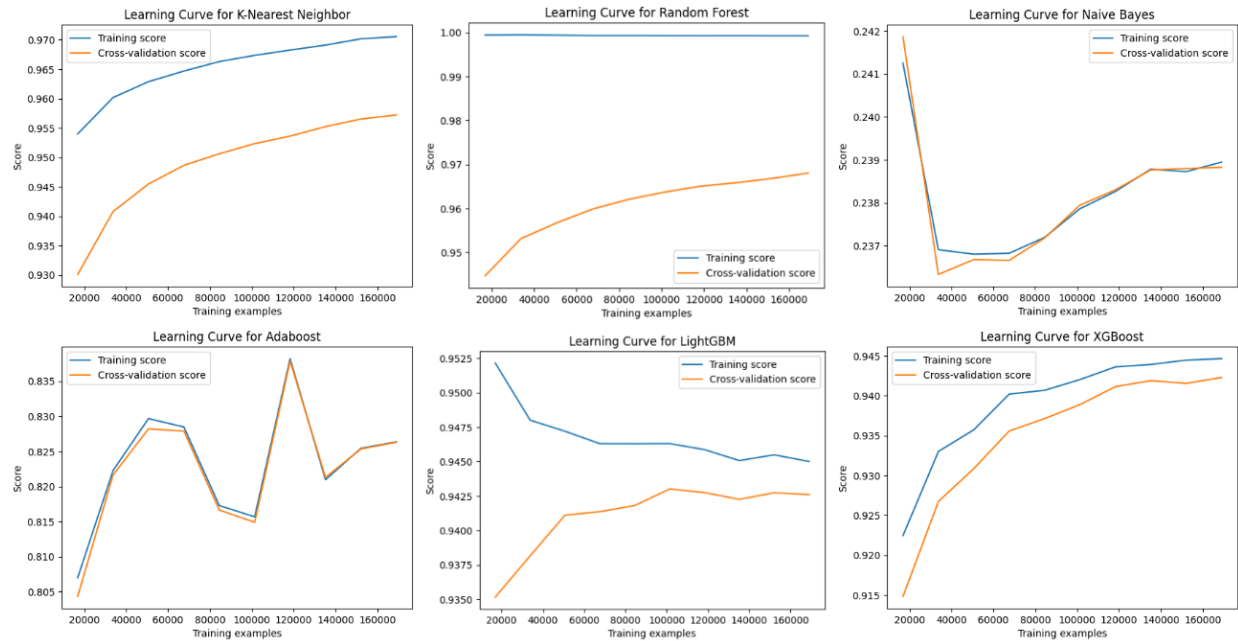 Learning Curve for K-Nearest Neighbor
Training score
Cross-validation score
Score
0.970
0.965
0.960
0.955
0.950
0.945
0.940
0.935
0.930
20000 40000 60000 80000 100000 120000 140000 160000
Training examples
Learning Curve for Random Forest
Score
1.00
0.99
0.98
0.97
0.96
0.95
Training score
Cross-validation score
20000 40000 60000 80000 100000 120000 140000 160000
Training examples
Learning Curve for Naive Bayes
Training score
Cross-validation score
Score
0.242
0.241
0.240
0.239
0.238
0.237
20000 40000 60000 80000 100000 120000 140000 160000
Training examples
Learning Curve for Adaboost
Training score
Cross-validation score
Score
0.835
0.830
0.825
0.820
0.815
0.810
0.805
20000 40000 60000 80000 100000 120000 140000 160000
Training examples
Learning Curve for LightGBM
Training score
Cross-validation score
Score
0.9525
0.9500
0.9475
0.9450
0.9425
0.9400
0.9375
0.9350
20000 40000 60000 80000 100000 120000 140000 160000
Training examples
Learning Curve for XGBoost
Training score
Cross-validation score
Score
0.945
0.940
0.935
0.930
0.925
0.920
0.915
20000 40000 60000 80000 100000 120000 140000 160000
Training examples